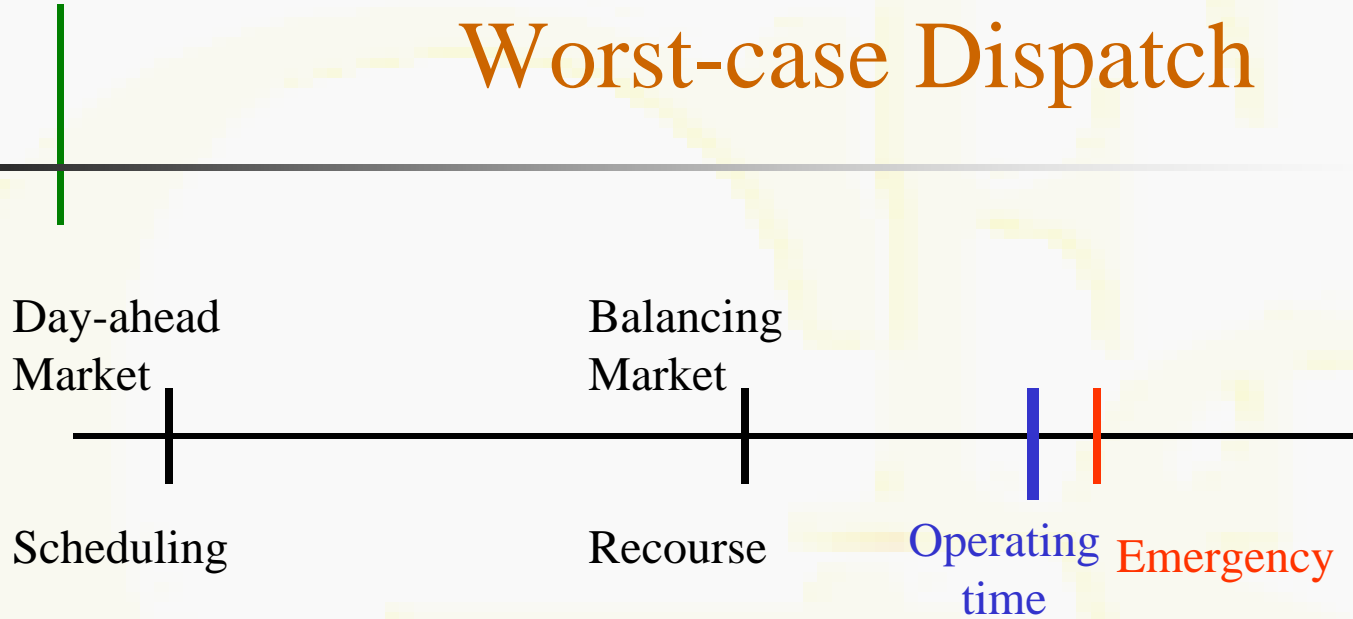 Worst-case Dispatch
Day-ahead
Market
Balancing
Market
Scheduling
Recourse
Operating
time
Emergency